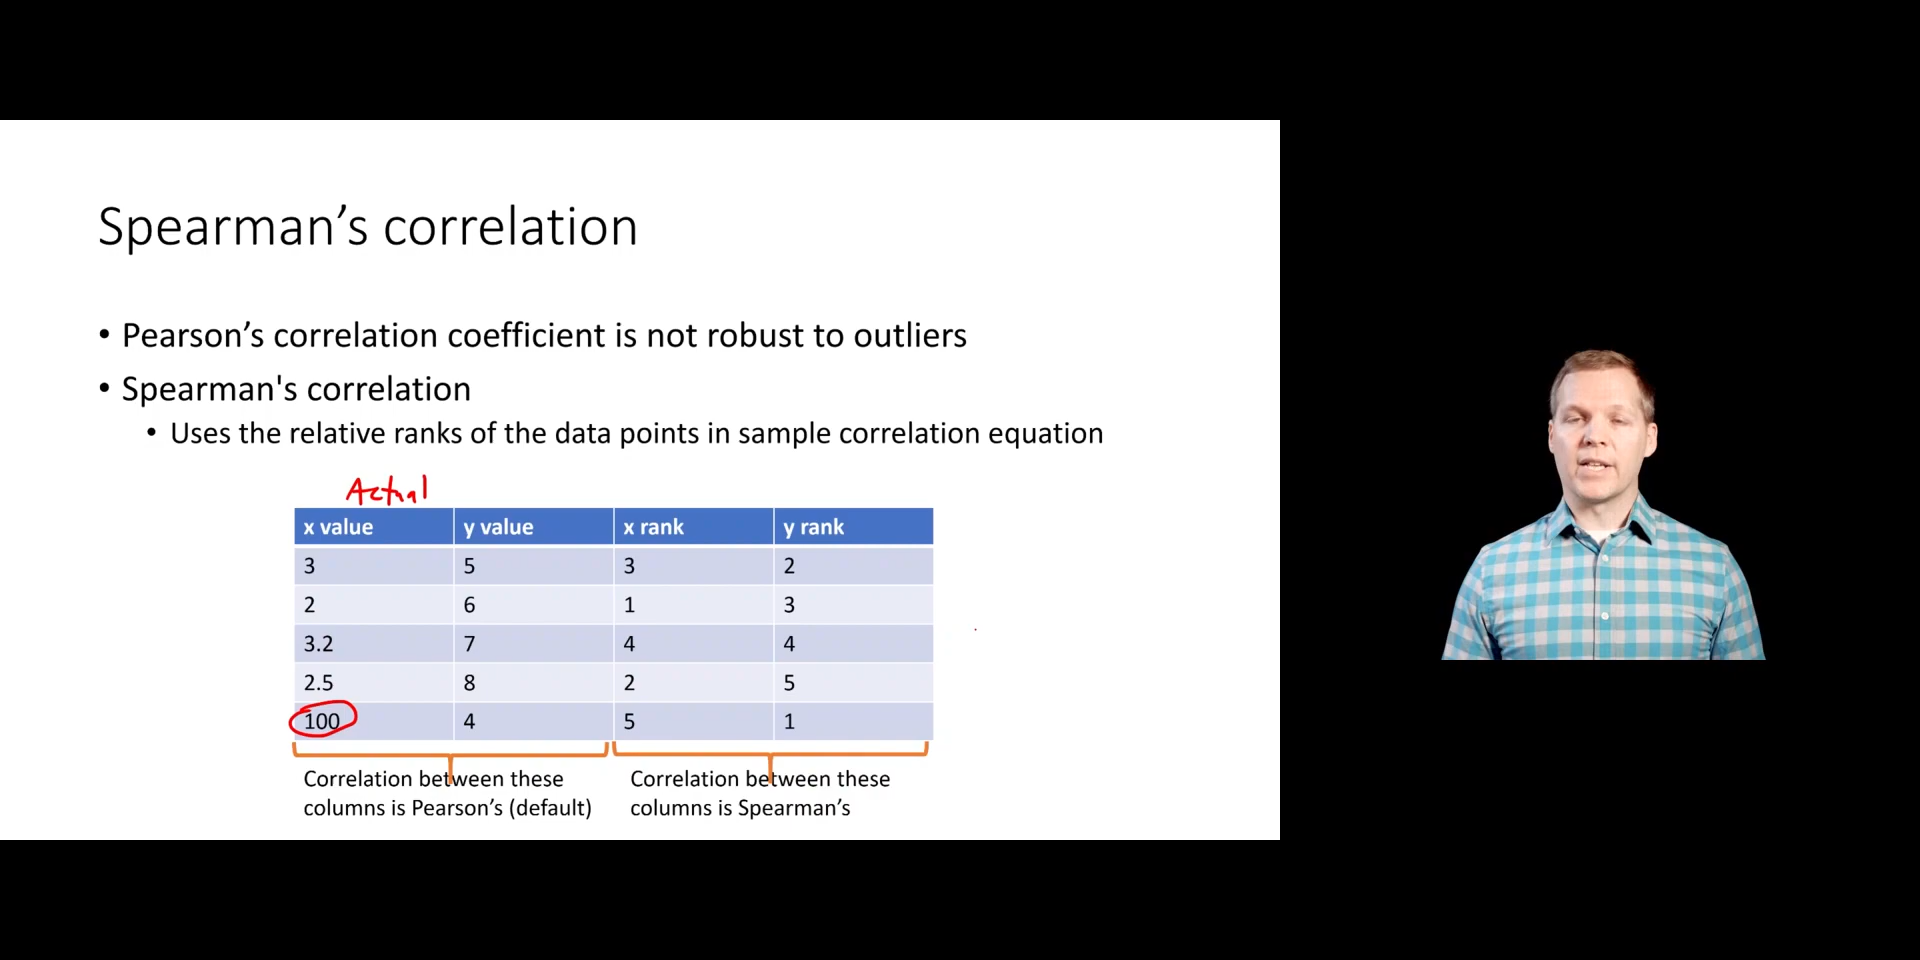 Spearman’s correlation
• Pearson’s correlation coefficient is not robust to outliers
• Spearman's correlation
• Uses the relative ranks of the data points in sample correlation equation
Actual
x value y value x rank y rank
3 5 3 2
2 6 1 3
3.2 7 4 4
2.5 8 2 5
100 4 5 1
Correlation between these
columns is Pearson’s (default)
Correlation between these
columns is Spearman’s